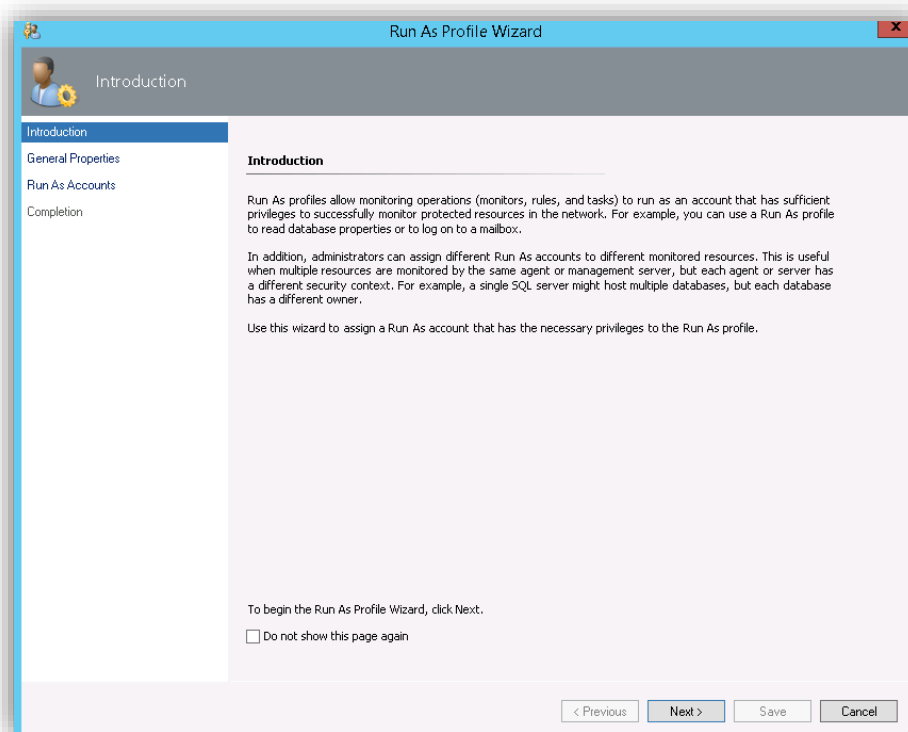 Run As Profile Wizard
x
Introduction
Introduction
General Properties
Run As Accounts
Completion
Introduction
Run As profiles allow monitoring operations (monitors, rules, and tasks) to run as an account that has sufficient
privileges to successfully monitor protected resources in the network. For example, you can use a Run As profile
to read database properties or to log on to a mailbox.
In addition, administrators can assign different Run As accounts to different monitored resources. This is useful
when multiple resources are monitored by the same agent or management server, but each agent or server has
a different security context. For example, a single SQL server might host multiple databases, but each database
has a different owner.
Use this wizard to assign a Run As account that has the necessary privileges to the Run As profile.
To begin the Run As Profile Wizard, click Next.
Do not show this page again
< Previous
Next >
Save
Cancel